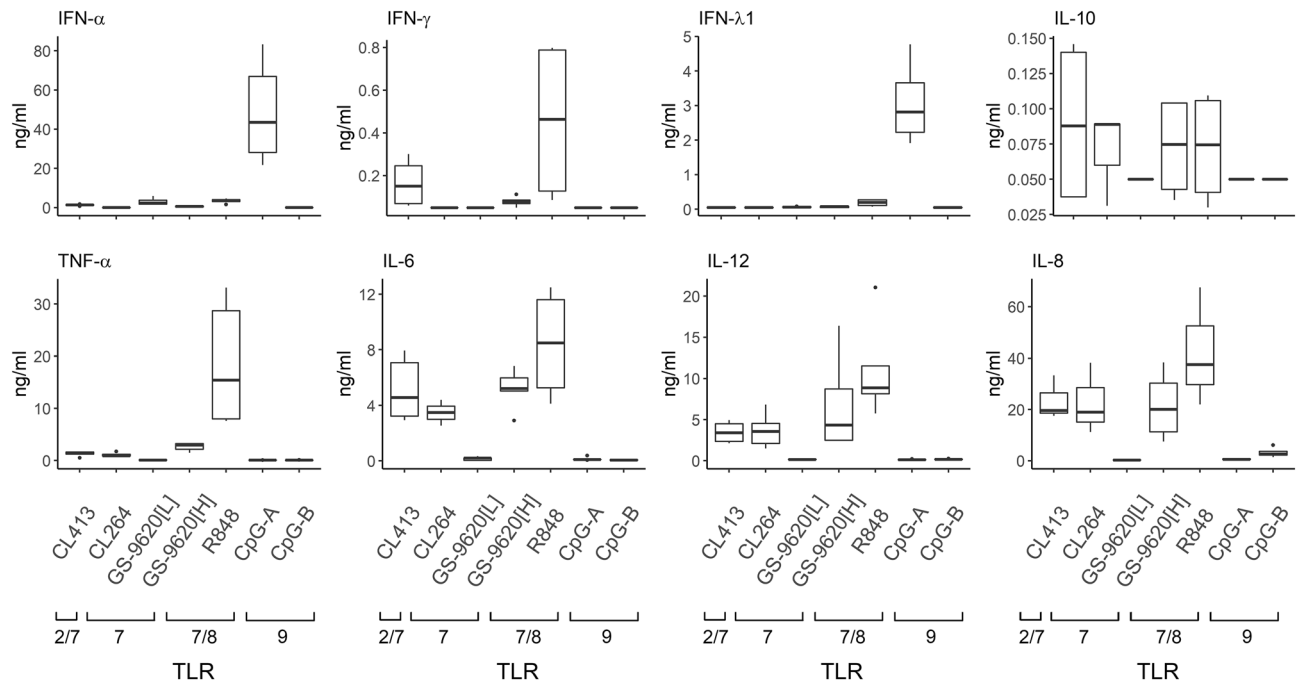 IFN-α
ng/ml
80
60
40
20
0
IFN-γ
ng/ml
0.8
0.6
0.4
0.2
IFN-λ1
ng/ml
5
4
3
2
1
0
IL-10
ng/ml
0.150
0.125
0.100
0.075
0.050
0.025
TNF-α
ng/ml
30
20
10
0
IL-6
ng/ml
12
8
4
0
IL-12
ng/ml
20
15
10
5
0
IL-8
ng/ml
60
40
20
0
CL413
CL264
GS-9620[L]
GS-9620[H]
R848
CpG-A
CpG-B
CL413
CL264
GS-9620[L]
GS-9620[H]
R848
CpG-A
CpG-B
CL413
CL264
GS-9620[L]
GS-9620[H]
R848
CpG-A
CpG-B
CL413
CL264
GS-9620[L]
GS-9620[H]
R848
CpG-A
CpG-B
2/7 7 7/8 9
2/7 7 7/8 9
2/7 7 7/8 9
2/7 7 7/8 9
TLR
TLR
TLR
TLR